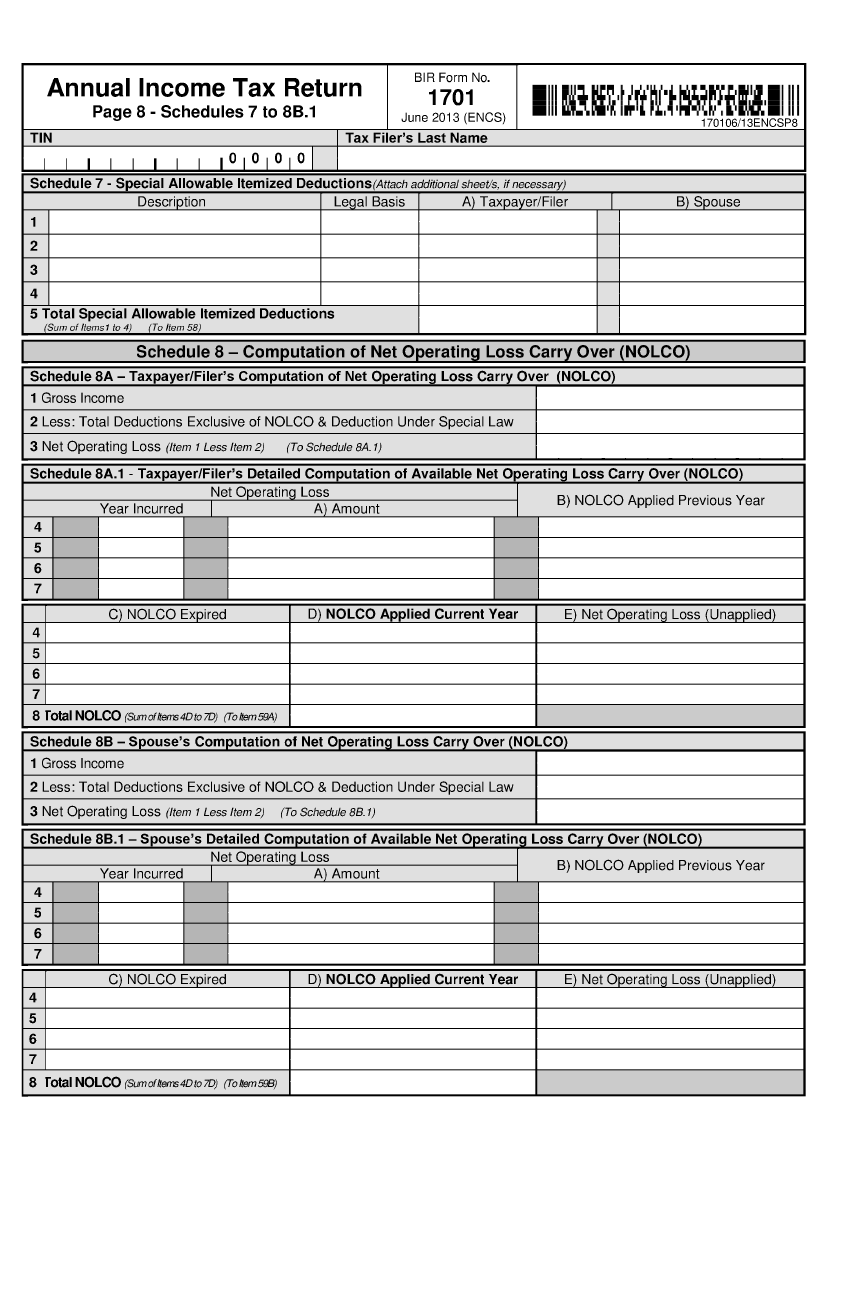 Annual Income Tax Return
Page 8 - Schedules 7 to 8B.1
BIR Form No.
1701
June 2013 (ENCS)
170106/13ENCSP8
TIN
Tax Filer's Last Name
0 0 0 0
Schedule 7 - Special Allowable Itemized Deductions(Attach additional sheet/s, if necessary)
Description Legal Basis A) Taxpayer/Filer B) Spouse
1
2
3
4
5 Total Special Allowable Itemized Deductions
(Sum of Items1 to 4) (To Item 58)
Schedule 8 – Computation of Net Operating Loss Carry Over (NOLCO)
Schedule 8A – Taxpayer/Filer's Computation of Net Operating Loss Carry Over (NOLCO)
1 Gross Income
2 Less: Total Deductions Exclusive of NOLCO & Deduction Under Special Law
3 Net Operating Loss (Item 1 Less Item 2) (To Schedule 8A.1)
Schedule 8A.1 - Taxpayer/Filer's Detailed Computation of Available Net Operating Loss Carry Over (NOLCO)
Net Operating Loss
B) NOLCO Applied Previous Year
Year Incurred A) Amount
4
5
6
7
C) NOLCO Expired D) NOLCO Applied Current Year E) Net Operating Loss (Unapplied)
4
5
6
7
8 Total NOLCO (Sum of Items 4D to 7D) (To Item 59A)
Schedule 8B – Spouse's Computation of Net Operating Loss Carry Over (NOLCO)
1 Gross Income
2 Less: Total Deductions Exclusive of NOLCO & Deduction Under Special Law
3 Net Operating Loss (Item 1 Less Item 2) (To Schedule 8B.1)
Schedule 8B.1 – Spouse's Detailed Computation of Available Net Operating Loss Carry Over (NOLCO)
Net Operating Loss
B) NOLCO Applied Previous Year
Year Incurred A) Amount
4
5
6
7
C) NOLCO Expired D) NOLCO Applied Current Year E) Net Operating Loss (Unapplied)
4
5
6
7
8 Total NOLCO (Sum of Items 4D to 7D) (To Item 59B)